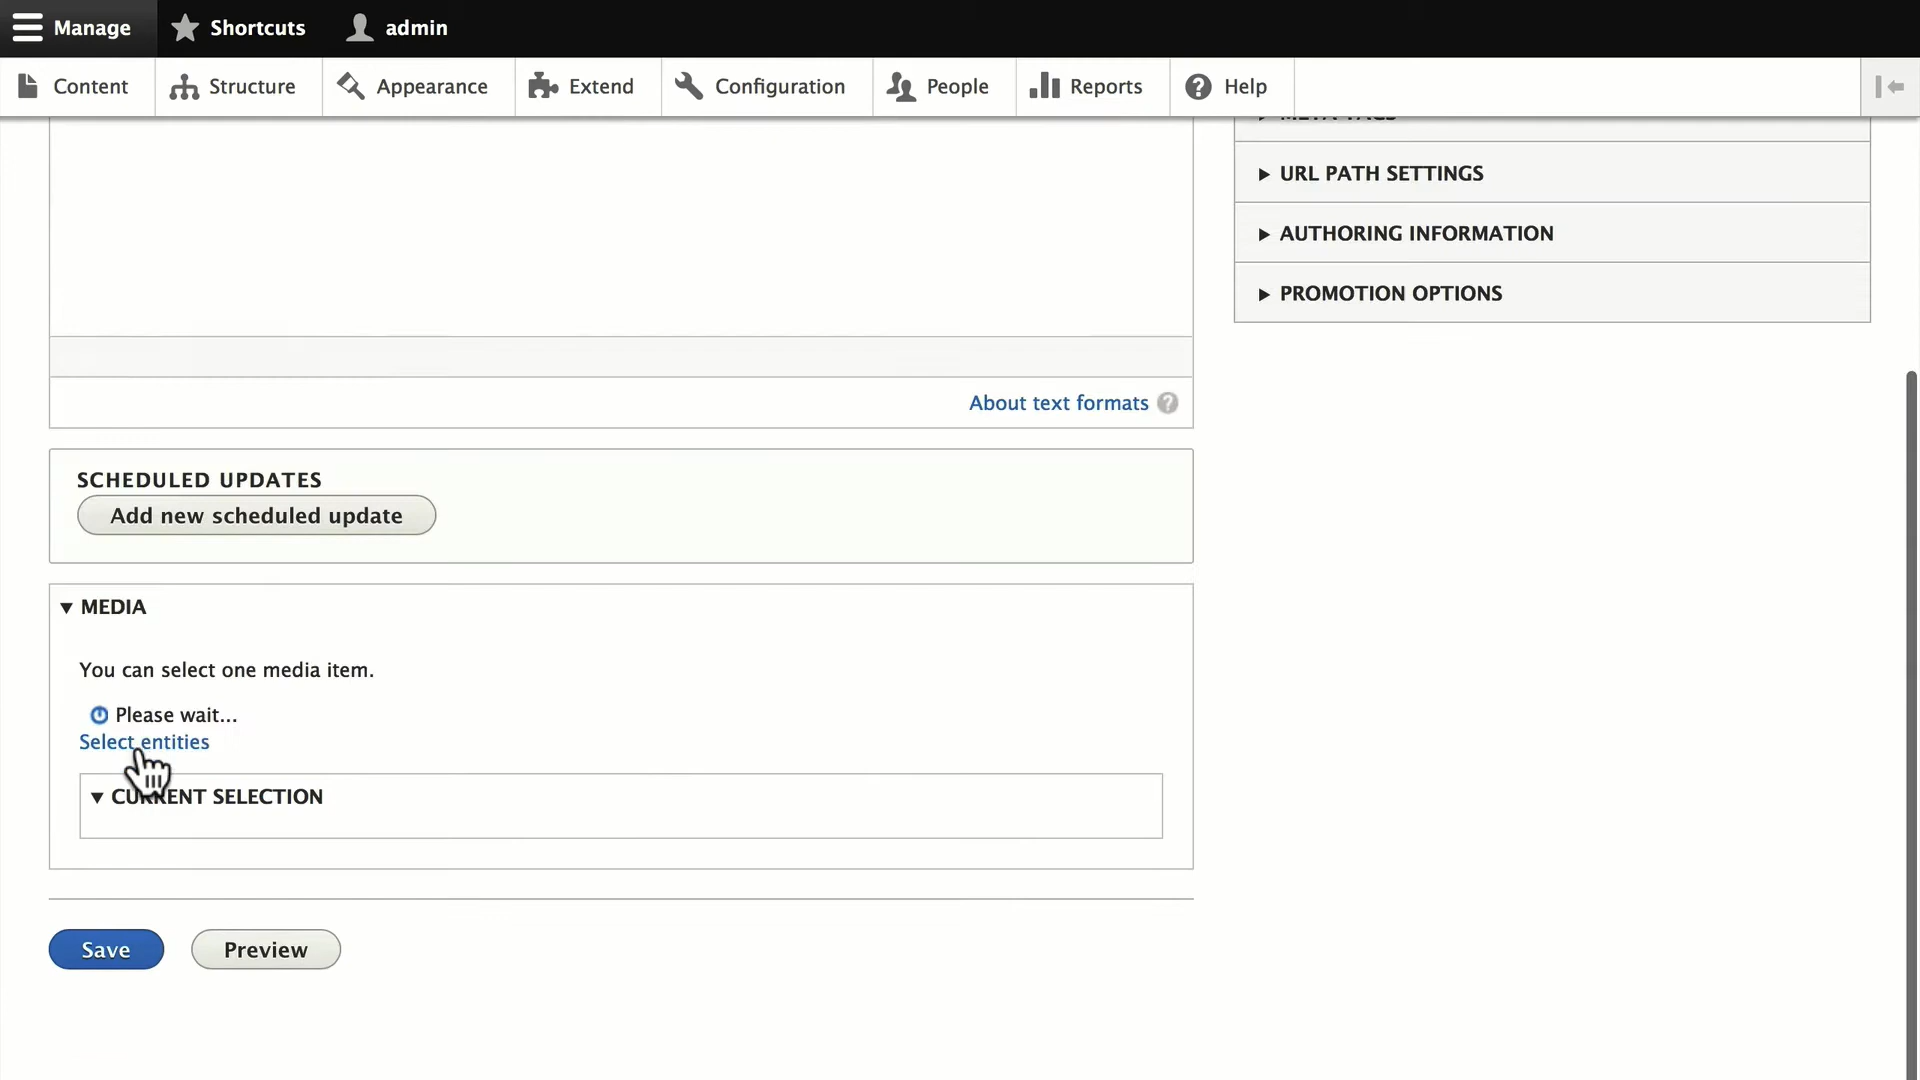 Manage Shortcuts admin
Content Structure Appearance Extend Configuration People Reports Help
META TAGS
URL PATH SETTINGS
AUTHORING INFORMATION
PROMOTION OPTIONS
About text formats ?
SCHEDULED UPDATES
Add new scheduled update
MEDIA
You can select one media item.
Please wait...
Select entities
CURRENT SELECTION
Save Preview